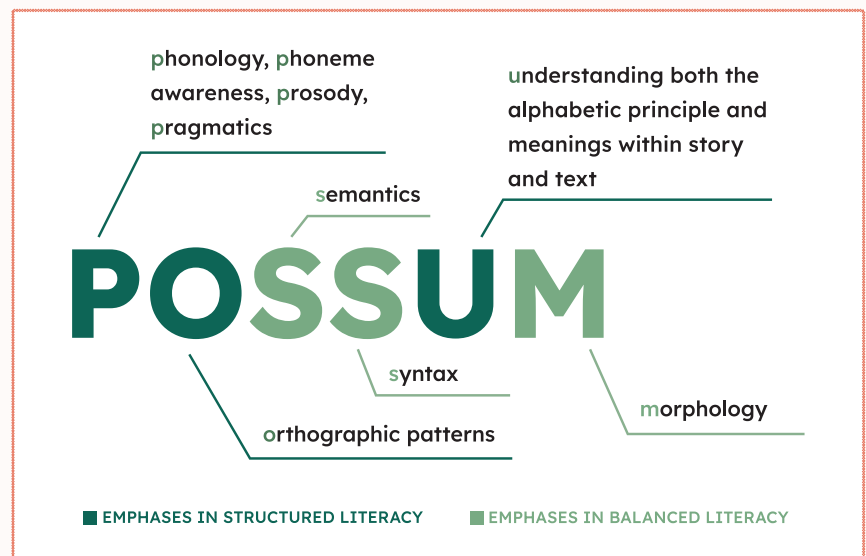 phonology, phoneme
awareness, prosody,
pragmatics
understanding both the
alphabetic principle and
meanings within story
and text
semantics
POSSUM
syntax
morphology
orthographic patterns
EMPHASES IN STRUCTURED LITERACY
EMPHASES IN BALANCED LITERACY